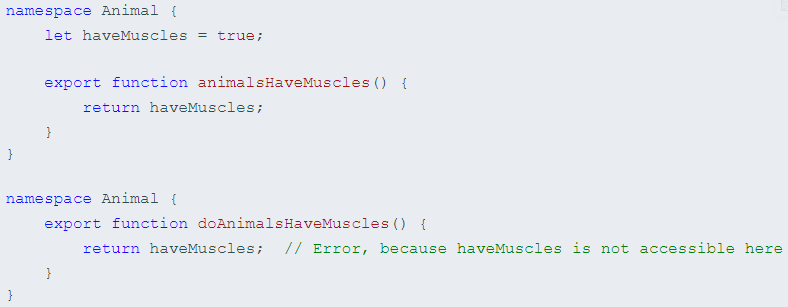 namespace Animal {
    let haveMuscles = true;

    export function animalsHaveMuscles() {
        return haveMuscles;
    }
}

namespace Animal {
    export function doAnimalsHaveMuscles() {
        return haveMuscles;  // Error, because haveMuscles is not accessible here
    }
}